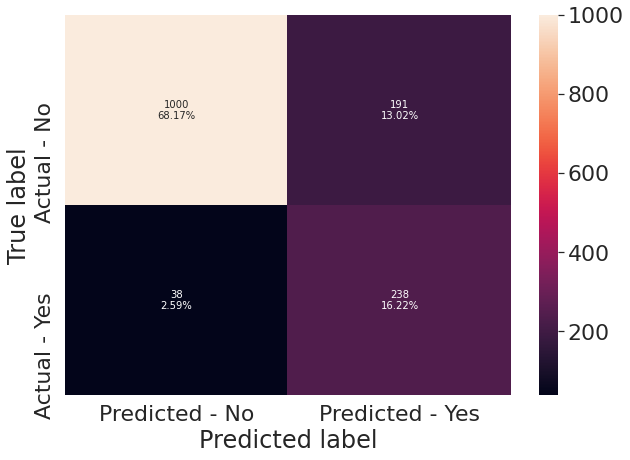 1000
68.17%
191
13.02%
38
2.59%
238
16.22%
True label
Actual - No
Actual - Yes
Predicted - No
Predicted - Yes
Predicted label
1000
800
600
400
200